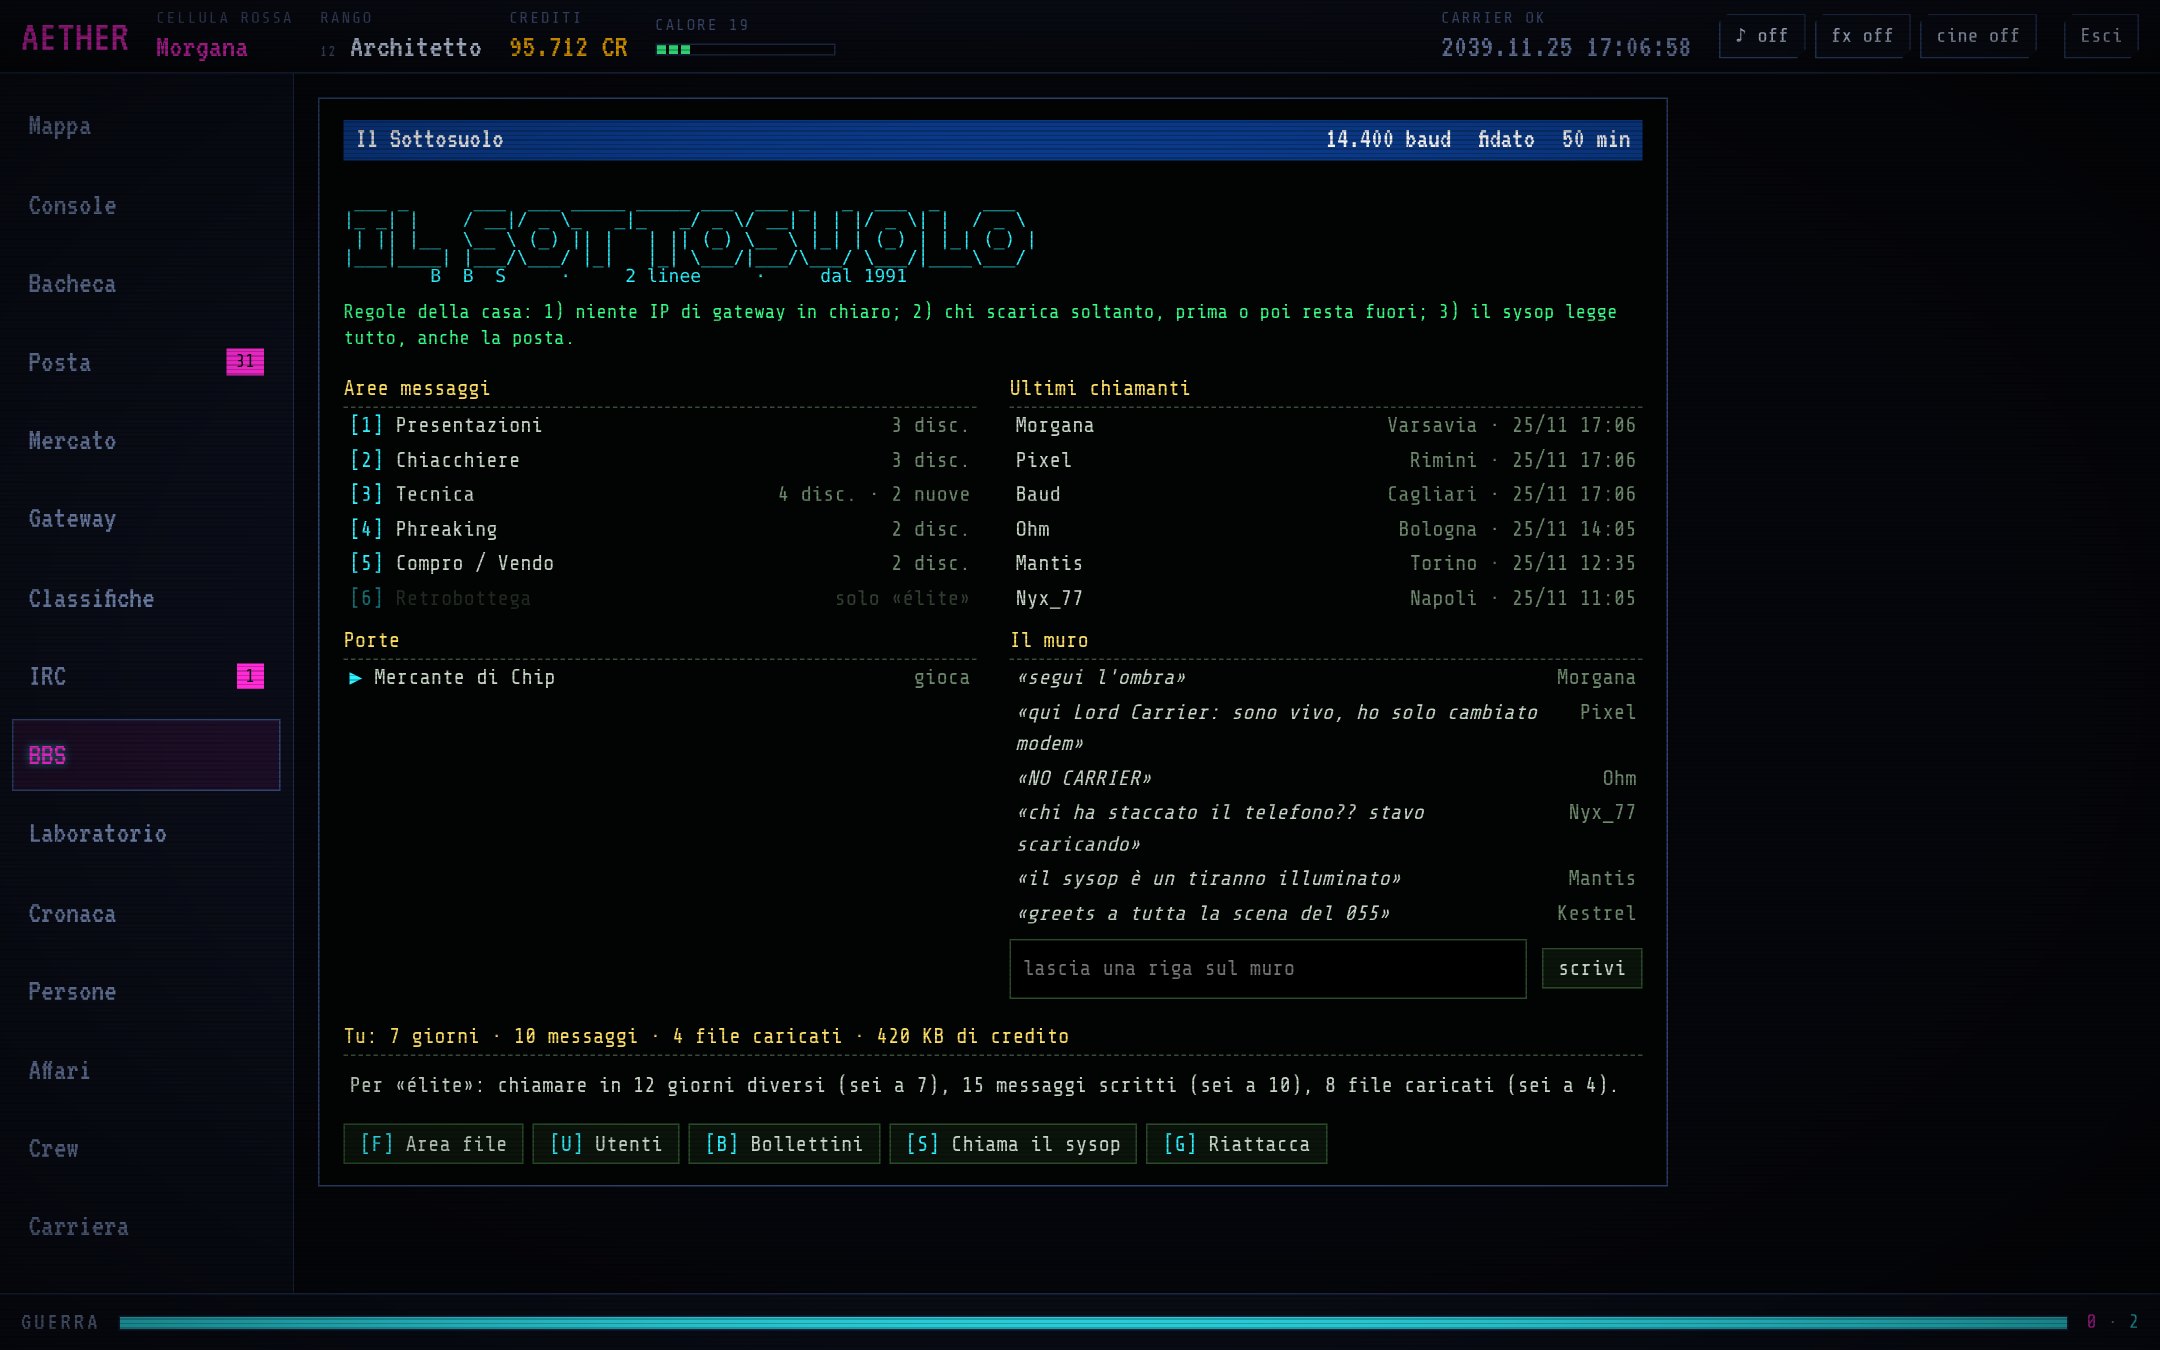 AETHER
CELLULA ROSSA
Morgana
RANGO
12 Architetto
CREDITI
95.712 CR
CALORE 19
CARRIER OK
2039.11.25 17:06:58
♪ off
fx off
cine off
Esci
Mappa
Console
Bacheca
Posta 31
Mercato
Gateway
Classifiche
IRC 1
BBS
Laboratorio
Cronaca
Persone
Affari
Crew
Carriera
Il Sottosuolo 14.400 baud fidato 50 min
IL SOTTOSUOLO
B B S · 2 linee · dal 1991
Regole della casa: 1) niente IP di gateway in chiaro; 2) chi scarica soltanto, prima o poi resta fuori; 3) il sysop legge
tutto, anche la posta.
Aree messaggi
[1] Presentazioni 3 disc.
[2] Chiacchiere 3 disc.
[3] Tecnica 4 disc. · 2 nuove
[4] Phreaking 2 disc.
[5] Compro / Vendo 2 disc.
[6] Retrobottega solo «élite»
Ultimi chiamanti
Morgana Varsavia · 25/11 17:06
Pixel Rimini · 25/11 17:06
Baud Cagliari · 25/11 17:06
Ohm Bologna · 25/11 14:05
Mantis Torino · 25/11 12:35
Nyx_77 Napoli · 25/11 11:05
Porte
▶ Mercante di Chip gioca
Il muro
«segui l'ombra» Morgana
«qui Lord Carrier: sono vivo, ho solo cambiato Pixel
modem»
«NO CARRIER» Ohm
«chi ha staccato il telefono?? stavo Nyx_77
scaricando»
«il sysop è un tiranno illuminato» Mantis
«greets a tutta la scena del 055» Kestrel
lascia una riga sul muro
scrivi
Tu: 7 giorni · 10 messaggi · 4 file caricati · 420 KB di credito
Per «élite»: chiamare in 12 giorni diversi (sei a 7), 15 messaggi scritti (sei a 10), 8 file caricati (sei a 4).
[F] Area file
[U] Utenti
[B] Bollettini
[S] Chiama il sysop
[G] Riattacca
GUERRA 0 · 2